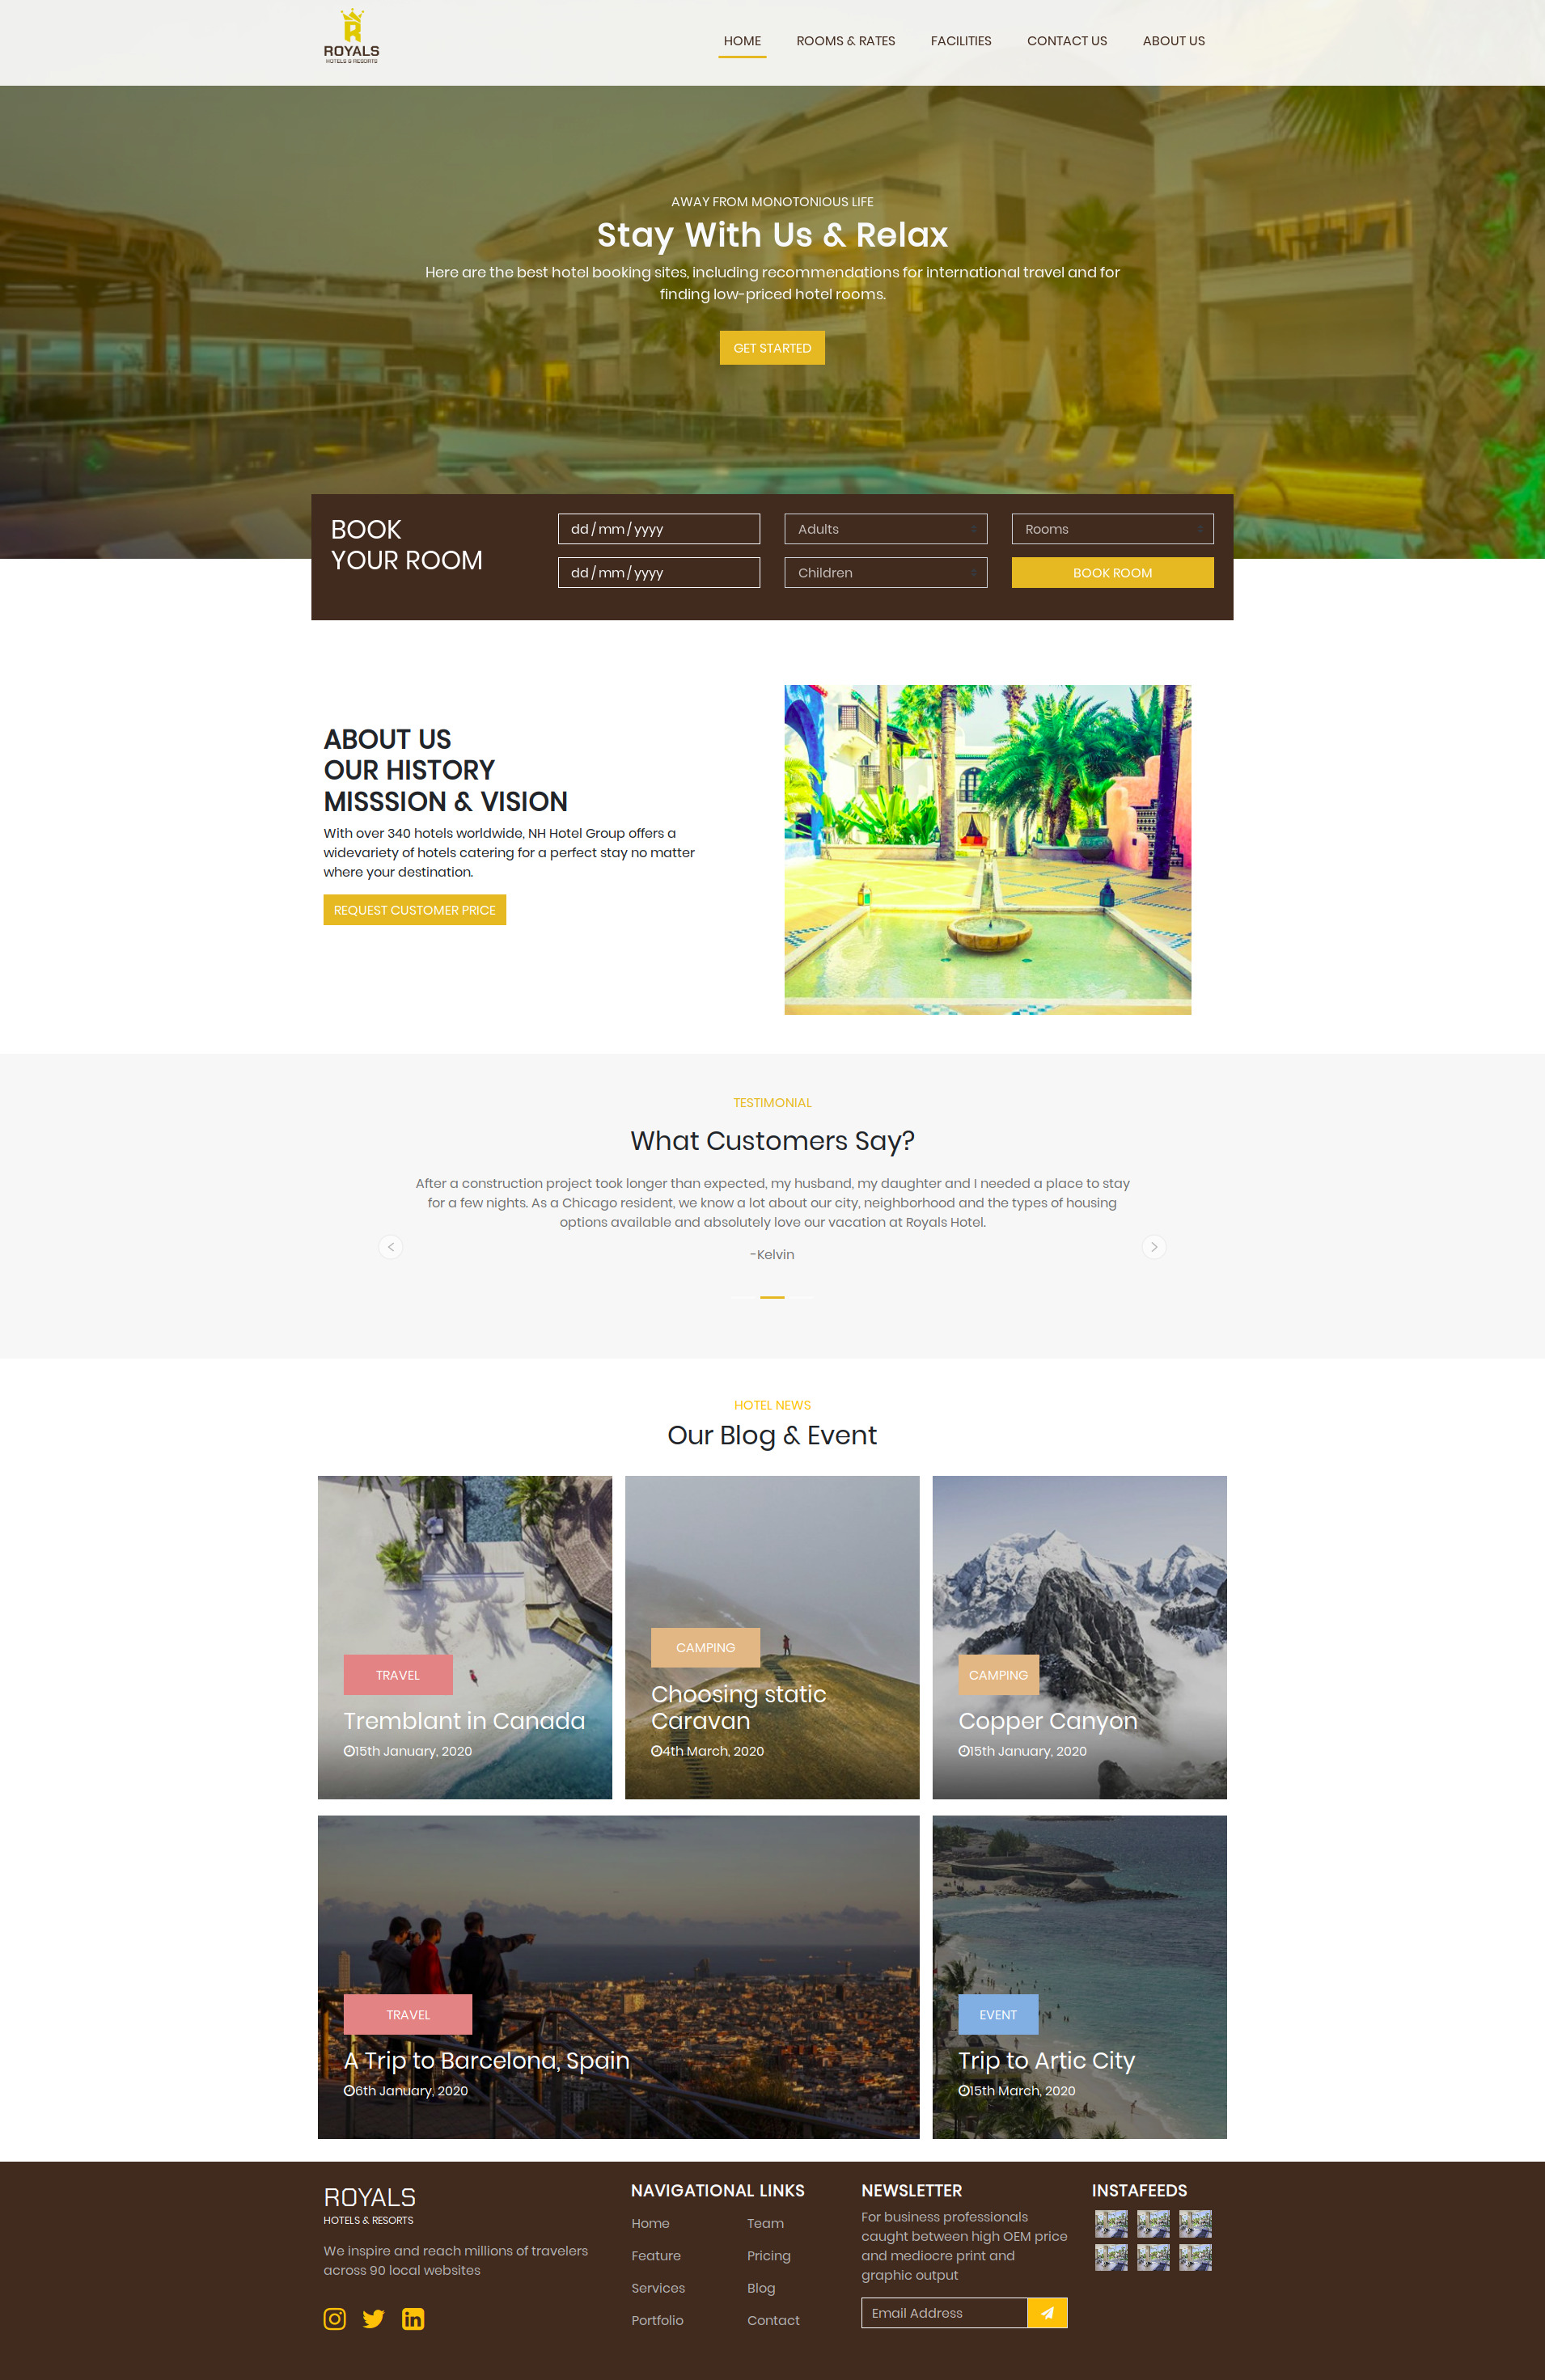 ROYALS
HOTELS & RESORTS
HOME
ROOMS & RATES
FACILITIES
CONTACT US
ABOUT US
AWAY FROM MONOTONIOUS LIFE
Stay With Us & Relax
Here are the best hotel booking sites, including recommendations for international travel and for
finding low-priced hotel rooms.
GET STARTED
BOOK
YOUR ROOM
dd / mm / yyyy
Adults
Rooms
dd / mm / yyyy
Children
BOOK ROOM
ABOUT US
OUR HISTORY
MISSSION & VISION
With over 340 hotels worldwide, NH Hotel Group offers a
widevariety of hotels catering for a perfect stay no matter
where your destination.
REQUEST CUSTOMER PRICE
TESTIMONIAL
What Customers Say?
After a construction project took longer than expected, my husband, my daughter and I needed a place to stay
for a few nights. As a Chicago resident, we know a lot about our city, neighborhood and the types of housing
options available and absolutely love our vacation at Royals Hotel.
-Kelvin
HOTEL NEWS
Our Blog & Event
TRAVEL
Tremblant in Canada
15th January, 2020
CAMPING
Choosing static
Caravan
4th March, 2020
CAMPING
Copper Canyon
15th January, 2020
TRAVEL
A Trip to Barcelona, Spain
6th January, 2020
EVENT
Trip to Artic City
15th March, 2020
ROYALS
HOTELS & RESORTS
We inspire and reach millions of travelers
across 90 local websites
NAVIGATIONAL LINKS
Home
Team
Feature
Pricing
Services
Blog
Portfolio
Contact
NEWSLETTER
For business professionals
caught between high OEM price
and mediocre print and
graphic output
Email Address
INSTAFEEDS